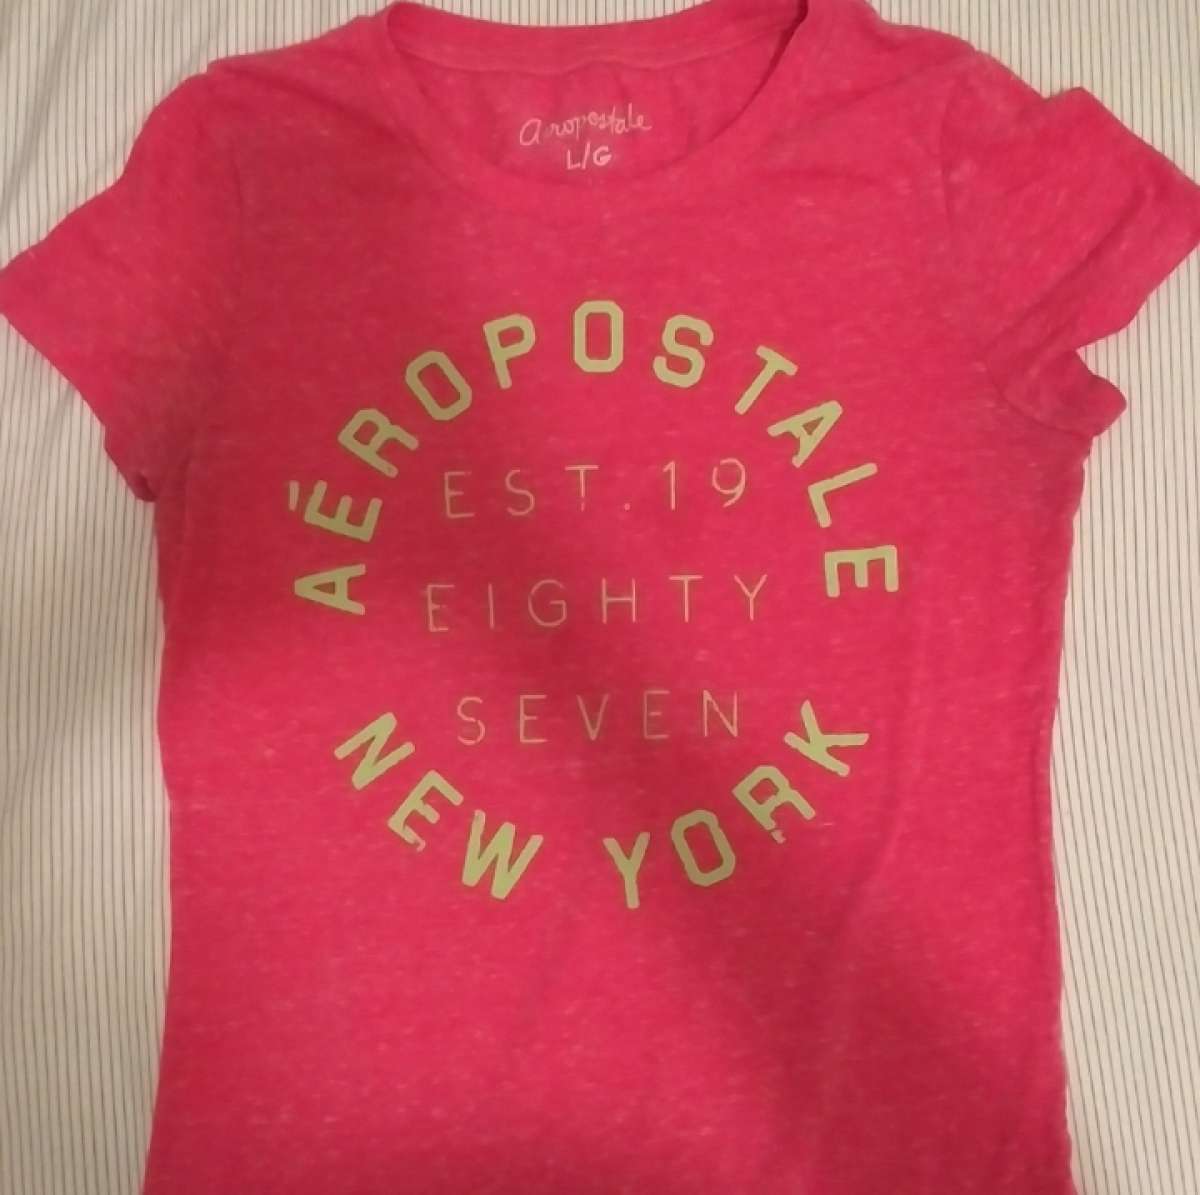 aeropostale
L/G
AÉROPOSTALE
EST. 19
EIGHTY
SEVEN
NEW YORK